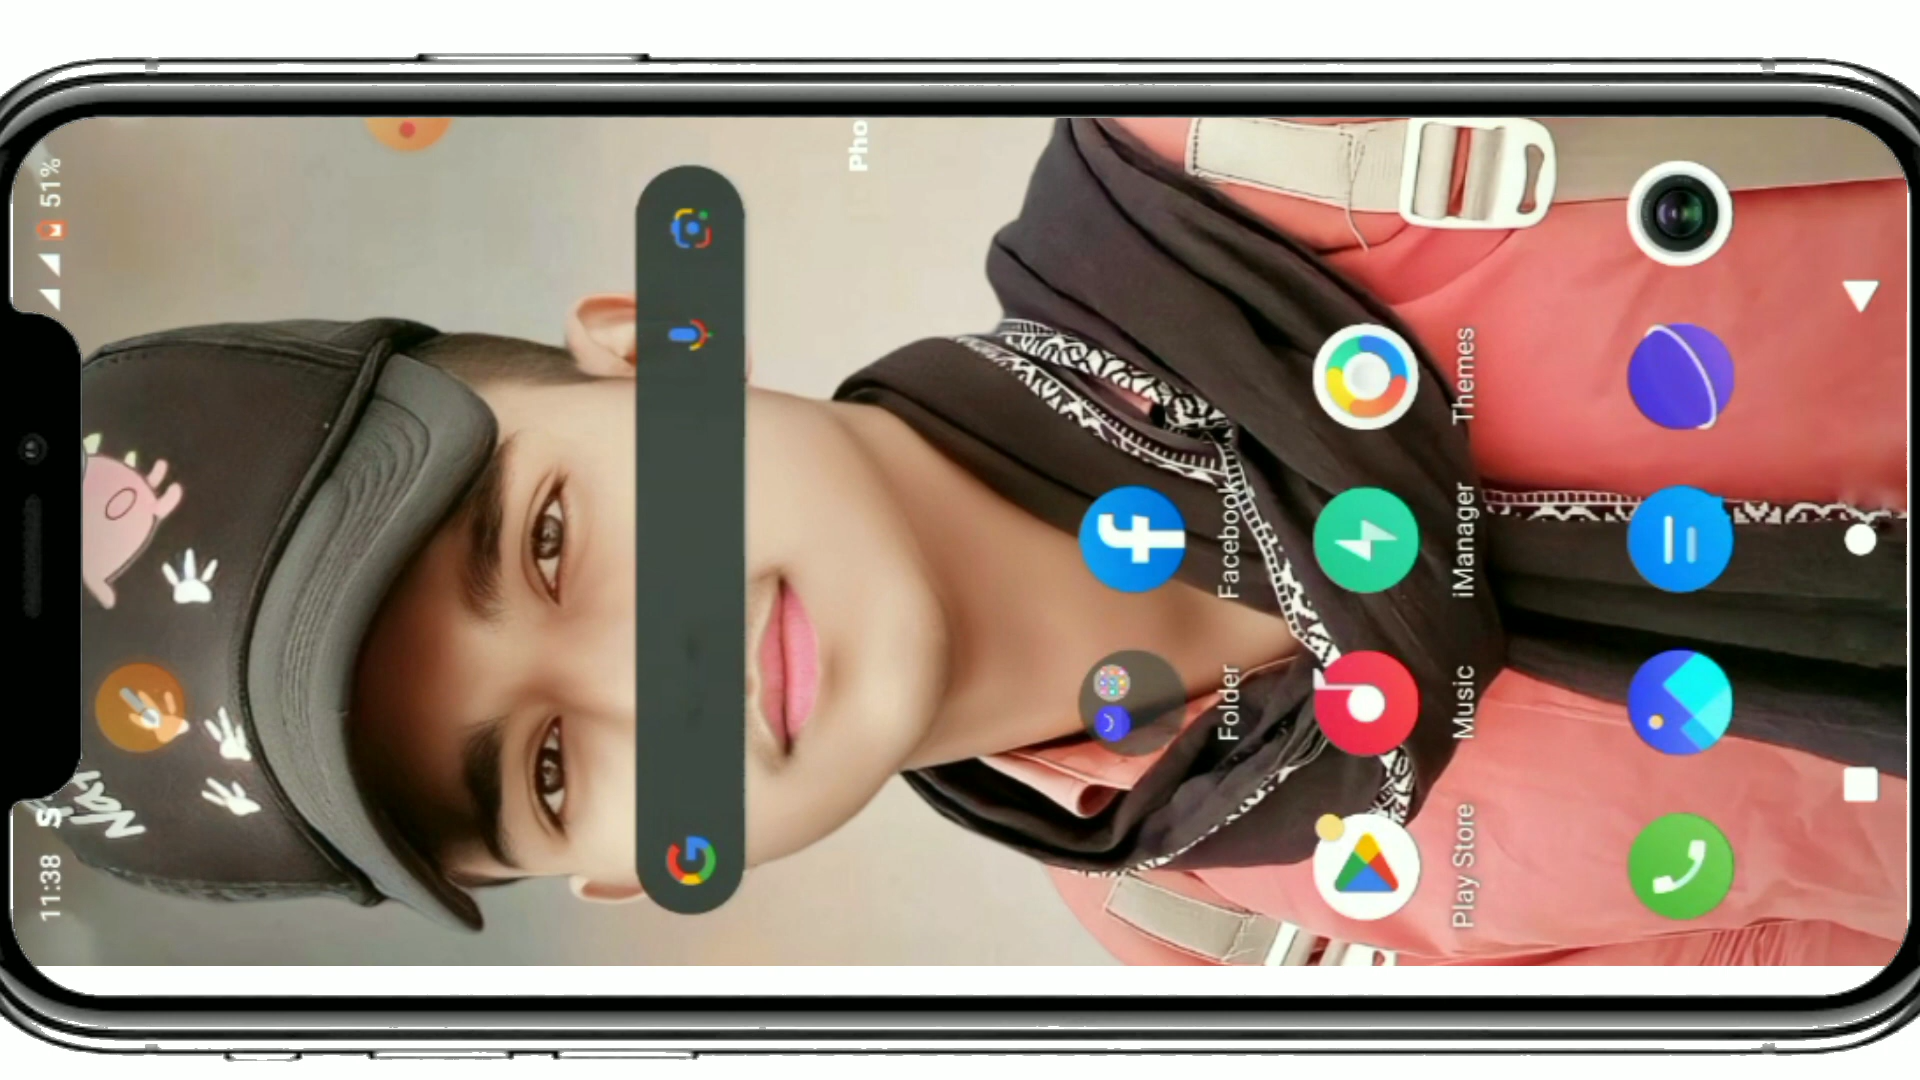 11:38
51%
Pho
Folder
Facebook
Play Store
Music
iManager
Themes